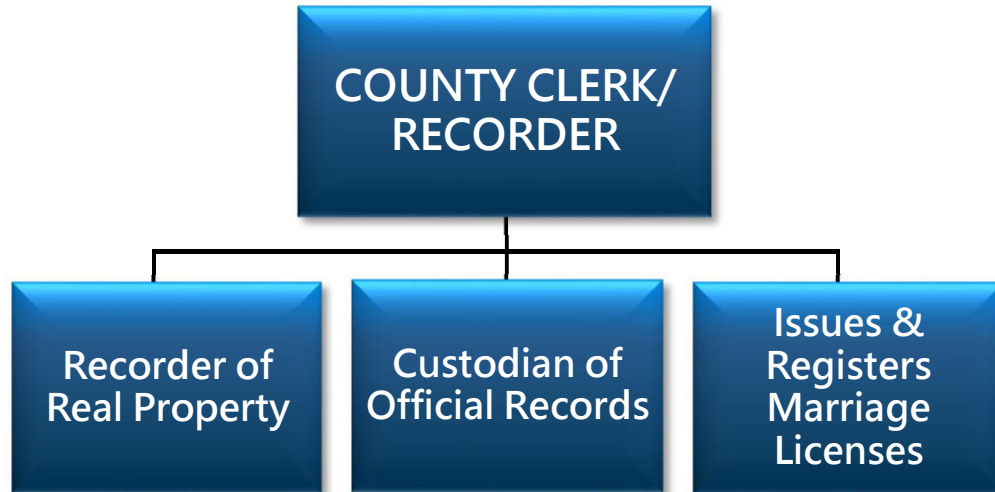 COUNTY CLERK/
RECORDER
Recorder of
Real Property
Custodian of
Official Records
Issues &
Registers
Marriage
Licenses